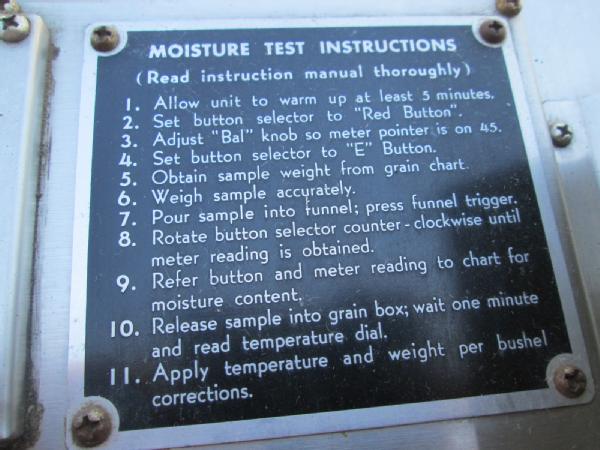 MOISTURE TEST INSTRUCTIONS
(Read instruction manual thoroughly)
1. Allow unit to warm up at least 5 minutes.
2. Set button selector to "Red Button".
3. Adjust "Bal" knob so meter pointer is on 45.
4. Set button selector to "E" Button.
5. Obtain sample weight from grain chart.
6. Weigh sample accurately.
7. Pour sample into funnel; press funnel trigger.
8. Rotate button selector counter-clockwise until
meter reading is obtained.
9. Refer button and meter reading to chart for
moisture content.
10. Release sample into grain box; wait one minute
and read temperature dial.
11. Apply temperature and weight per bushel
corrections.